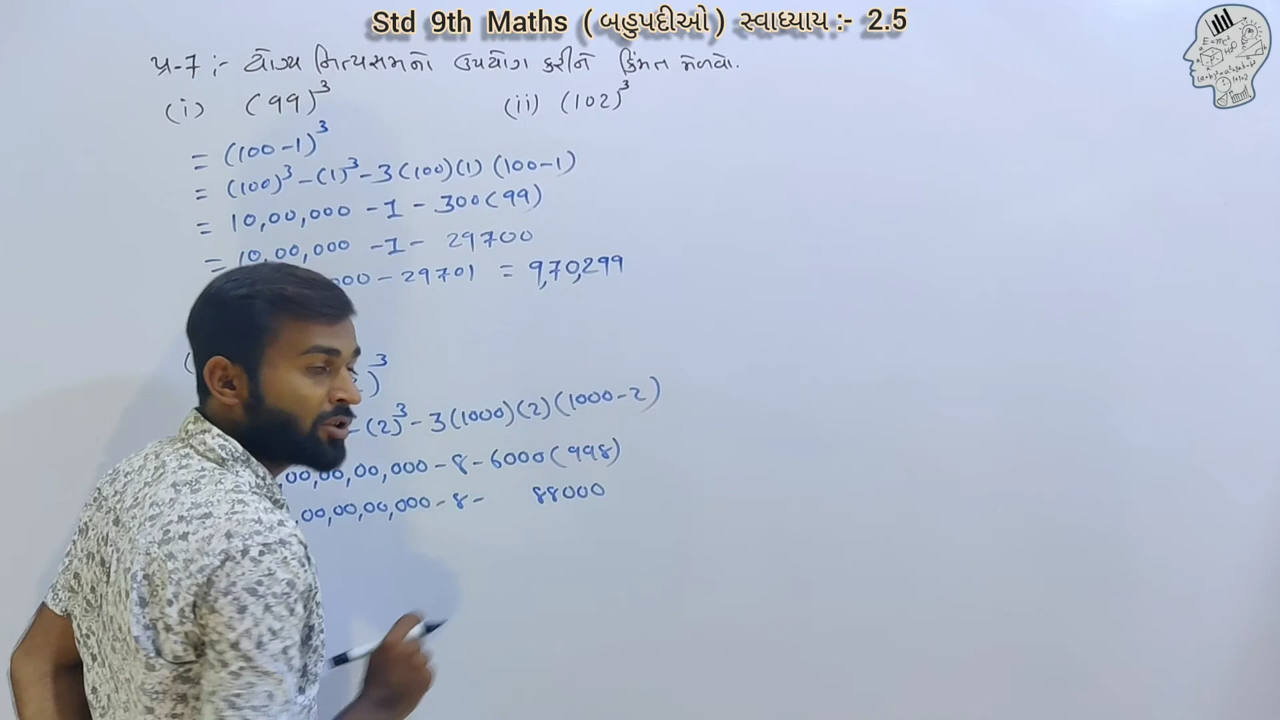 Std 9th Maths (બહુપદીઓ) સ્વાધ્યાય :- 2.5
પ્ર-7 :- યોગ્ય નિત્યસમનો ઉપયોગ કરીને કિંમત મેળવો.
(i) (99)³ (ii) (102)³
= (100-1)³
= (100)³ - (1)³ - 3(100)(1) (100-1)
= 10,00,000 - 1 - 300(99)
= 10,00,000 - 1 - 29700
000 - 29701 = 9,70,299
)³
- (2)³ - 3(1000)(2)(1000-2)
00,00,00,000 - 8 - 6000(998)
,00,00,00,000 - 8 - 88000